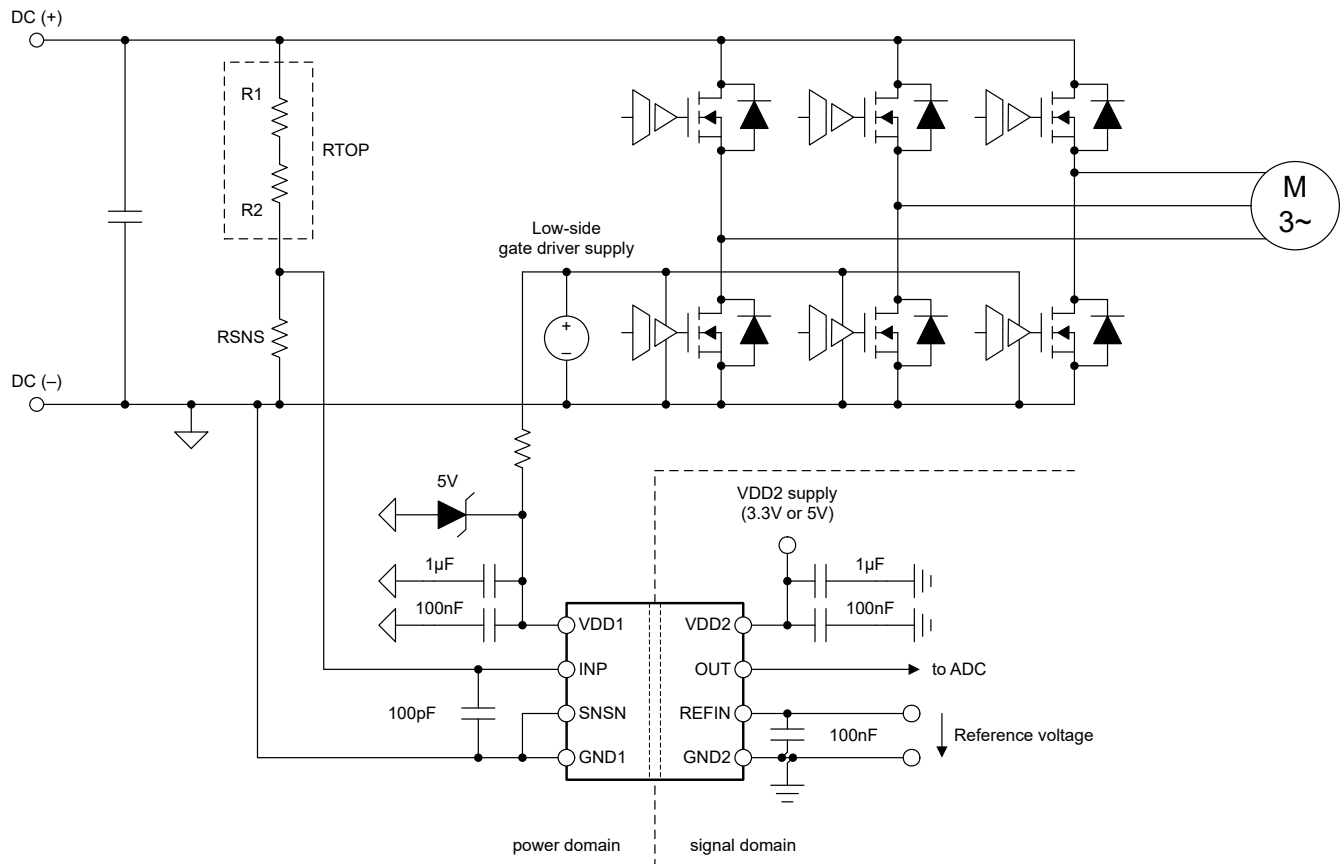 DC (+)
R1
RTOP
R2
M
3~
Low-side
gate driver supply
+
–
RSNS
DC (–)
5V
VDD2 supply
(3.3V or 5V)
1µF
1µF
100nF
100nF
VDD1
VDD2
INP
OUT
to ADC
100pF
SNSN
REFIN
100nF
Reference voltage
GND1
GND2
power domain
signal domain